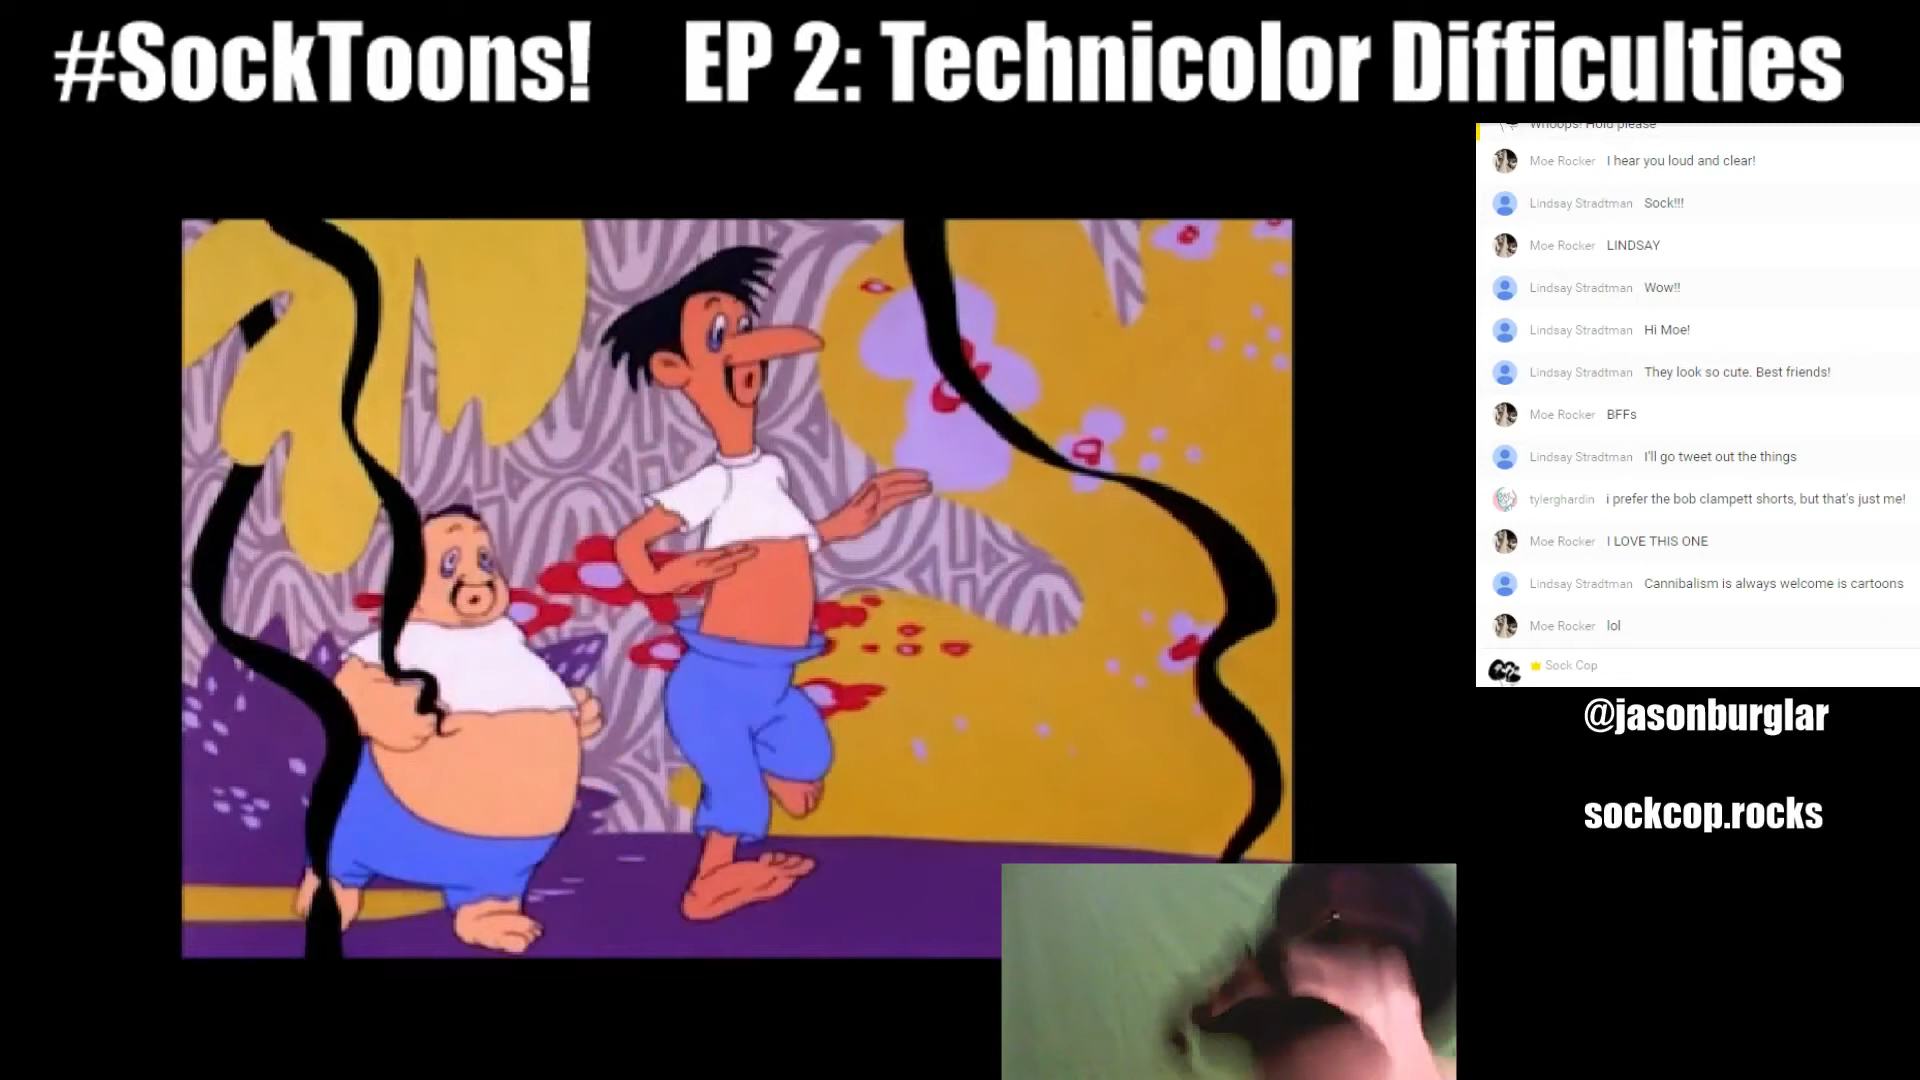 #SockToons! EP 2: Technicolor Difficulties
Whoops! Hold please
Moe Rocker I hear you loud and clear!
Lindsay Stradtman Sock!!!
Moe Rocker LINDSAY
Lindsay Stradtman Wow!!
Lindsay Stradtman Hi Moe!
Lindsay Stradtman They look so cute. Best friends!
Moe Rocker BFFs
Lindsay Stradtman I'll go tweet out the things
tylerghardin i prefer the bob clampett shorts, but that's just me!
Moe Rocker I LOVE THIS ONE
Lindsay Stradtman Cannibalism is always welcome is cartoons
Moe Rocker lol
Sock Cop
@jasonburglar
sockcop.rocks